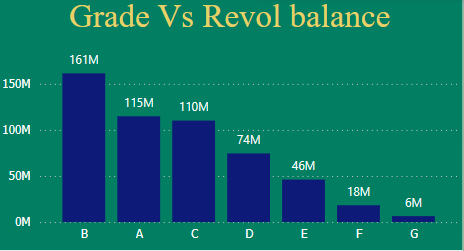 Grade Vs Revol balance
161M
150M
115M
110M
100M
74M
50M
46M
18M
6M
0M
B A C D E F G